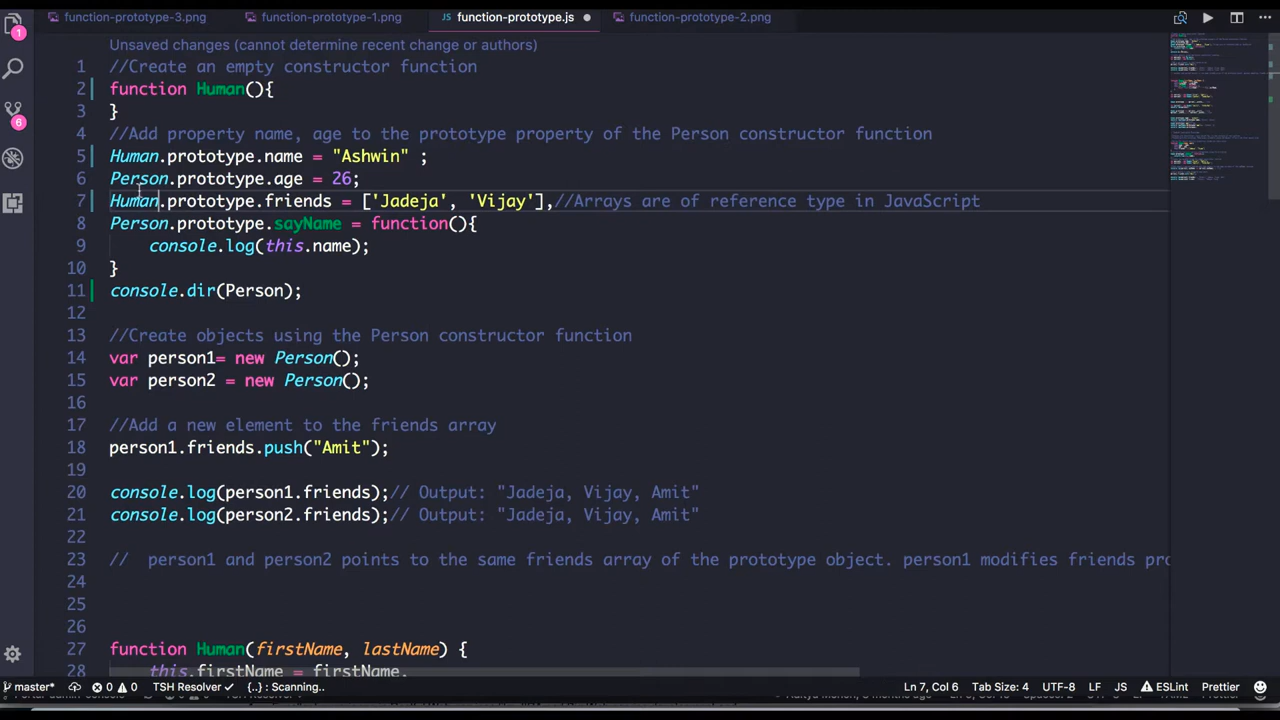 function-prototype-3.png function-prototype-1.png function-prototype.js function-prototype-2.png
Unsaved changes (cannot determine recent change or authors)
1 //Create an empty constructor function
2 function Human(){
3 }
4 //Add property name, age to the prototype property of the Person constructor function
5 Human.prototype.name = "Ashwin" ;
6 Person.prototype.age = 26;
7 Human.prototype.friends = ['Jadeja', 'Vijay'],//Arrays are of reference type in JavaScript
8 Person.prototype.sayName = function(){
9 console.log(this.name);
10 }
11 console.dir(Person);
12
13 //Create objects using the Person constructor function
14 var person1= new Person();
15 var person2 = new Person();
16
17 //Add a new element to the friends array
18 person1.friends.push("Amit");
19
20 console.log(person1.friends);// Output: "Jadeja, Vijay, Amit"
21 console.log(person2.friends);// Output: "Jadeja, Vijay, Amit"
22
23 // person1 and person2 points to the same friends array of the prototype object. person1 modifies friends pro
24
25
26
27 function Human(firstName, lastName) {
28 this.firstName = firstName,
1
6
master* 0 0 TSH Resolver {..}: Scanning.. Ln 7, Col 6 Tab Size: 4 UTF-8 LF JS ESLint Prettier